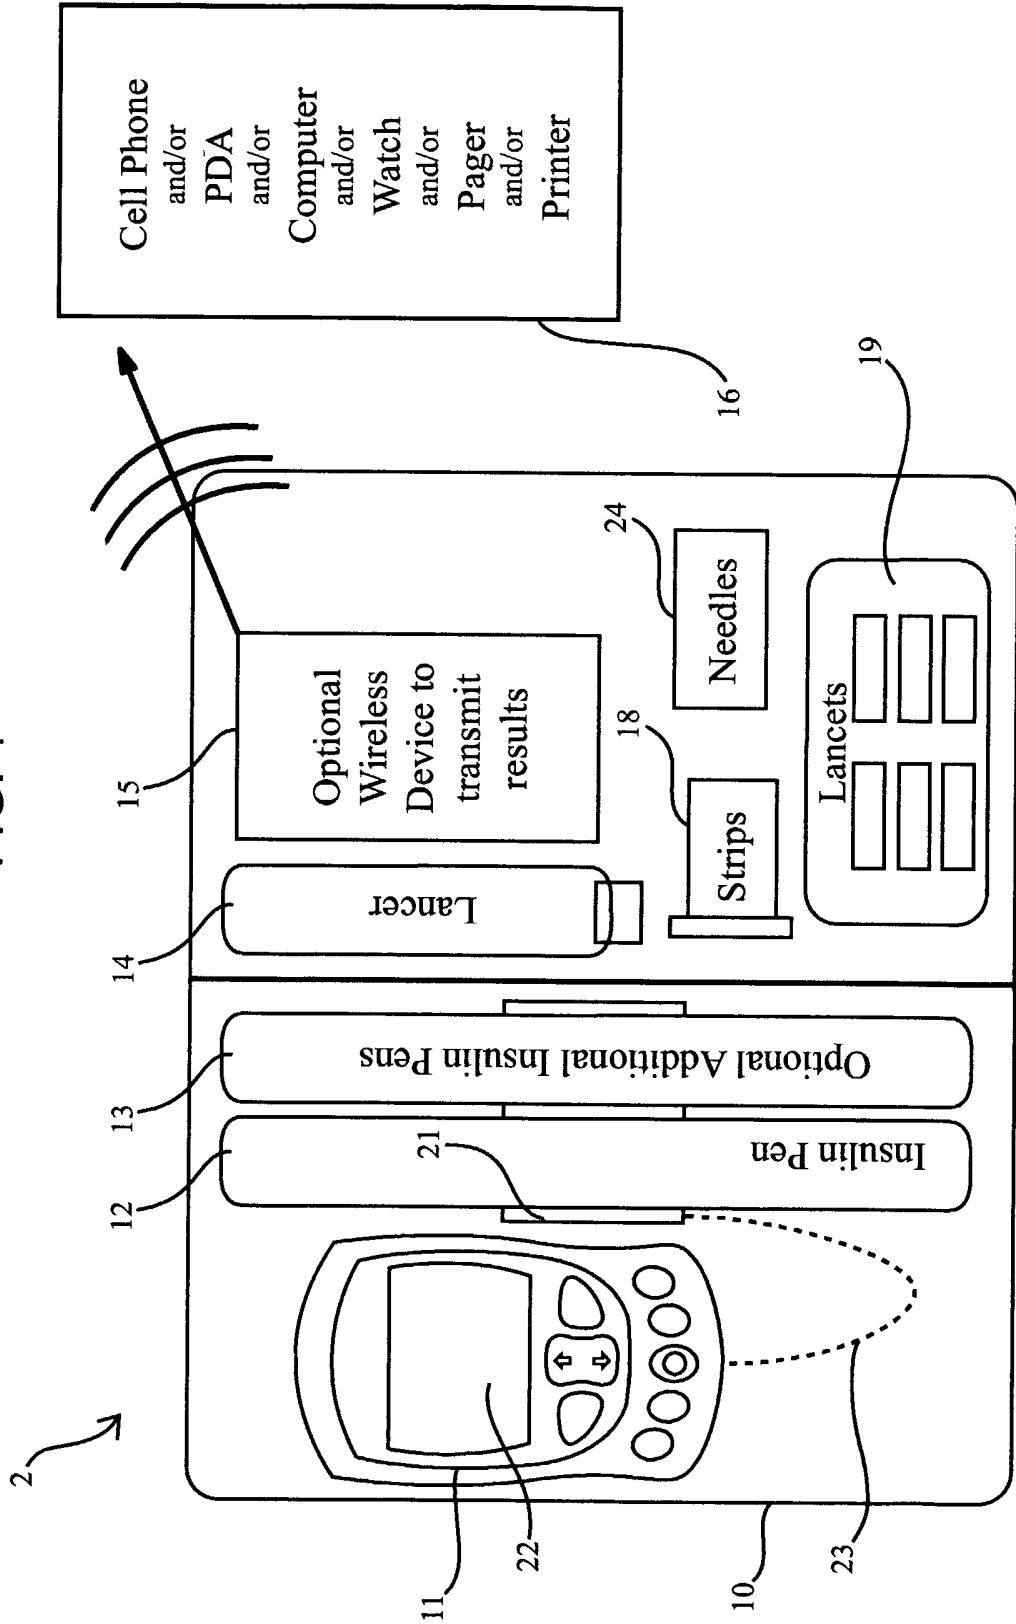 2
Cell Phone
and/or
PDA
and/or
Computer
and/or
Watch
and/or
Pager
and/or
Printer
16
12
13
14
15
Optional
Wireless
Device to
transmit
results
Lancer
Optional Additional Insulin Pens
Insulin Pen
21
11
22
10
23
18
Strips
24
Needles
19
Lancets